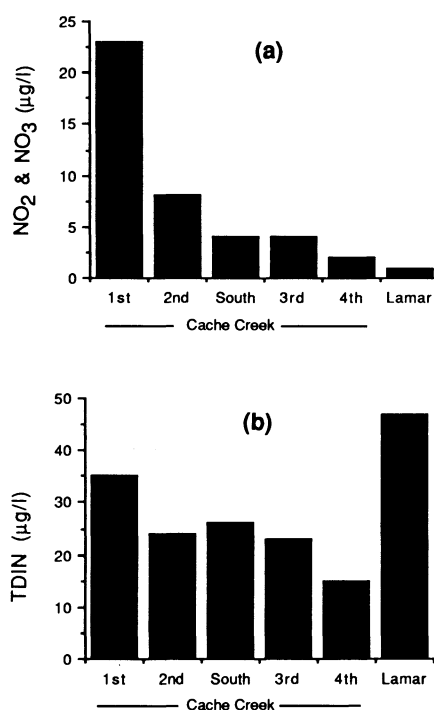 (a)
NO2 & NO3 (µg/l)
25
20
15
10
5
0
1st 2nd South 3rd 4th Lamar
Cache Creek
(b)
TDIN (µg/l)
50
40
30
20
10
0
1st 2nd South 3rd 4th Lamar
Cache Creek